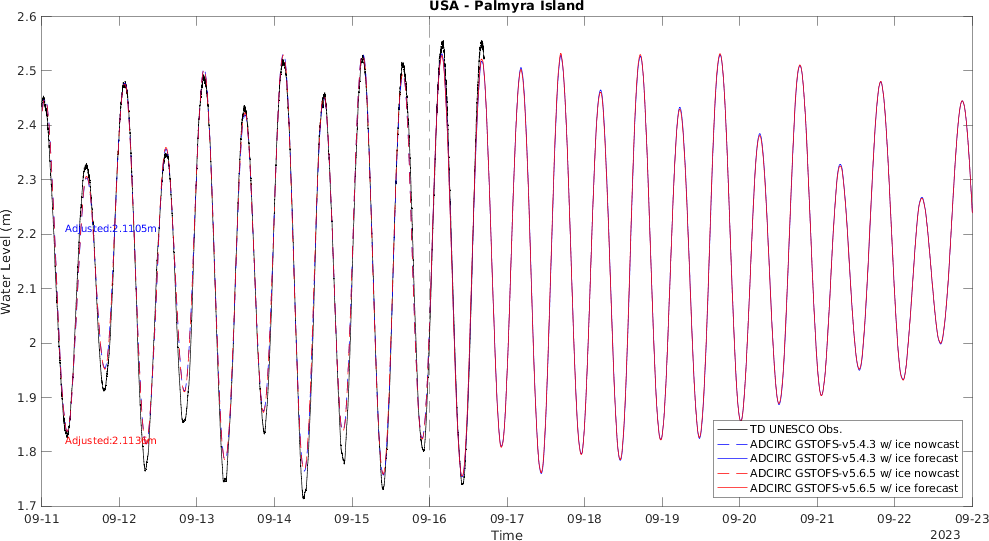 USA - Palmyra Island
2.6
2.5
2.4
2.3
2.2
2.1
2
1.9
1.8
1.7
Water Level (m)
Adjusted:2.1105m
Adjusted:2.1136m
TD UNESCO Obs.
ADCIRC GSTOFS-v5.4.3 w/ ice nowcast
ADCIRC GSTOFS-v5.4.3 w/ ice forecast
ADCIRC GSTOFS-v5.6.5 w/ ice nowcast
ADCIRC GSTOFS-v5.6.5 w/ ice forecast
09-11 09-12 09-13 09-14 09-15 09-16 09-17 09-18 09-19 09-20 09-21 09-22 09-23
Time
2023